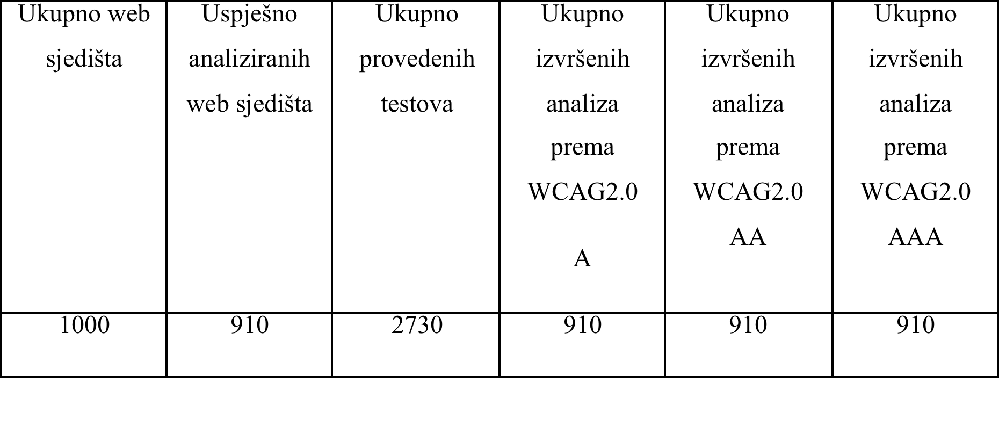 Ukupno web
sjedišta
Uspješno
analiziranih
web sjedišta
Ukupno
provedenih
testova
Ukupno
izvršenih
analiza
prema
WCAG2.0
A
Ukupno
izvršenih
analiza
prema
WCAG2.0
AA
Ukupno
izvršenih
analiza
prema
WCAG2.0
AAA
1000
910
2730
910
910
910